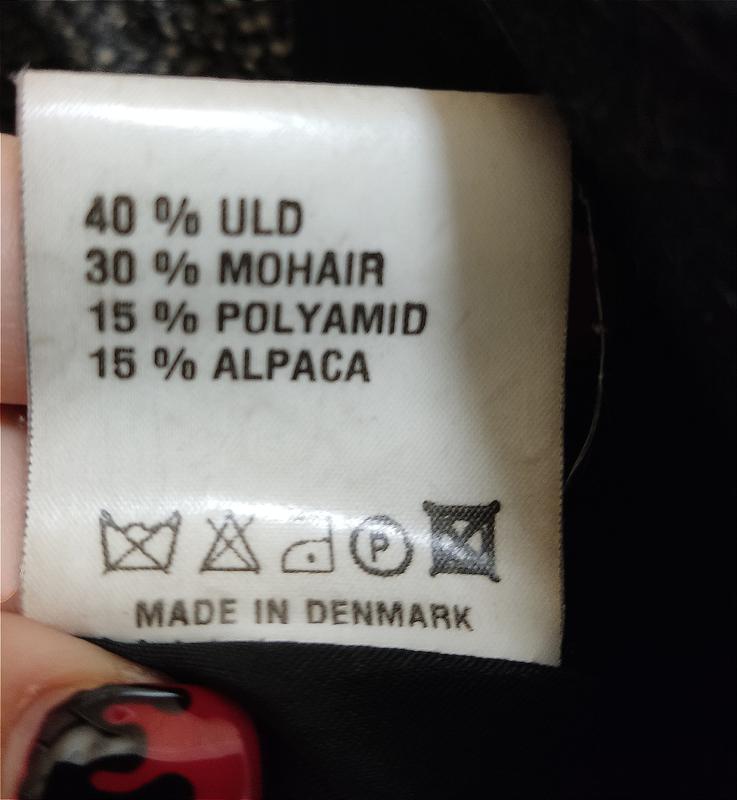 40 % ULD
30 % MOHAIR
15 % POLYAMID
15 % ALPACA
P
MADE IN DENMARK